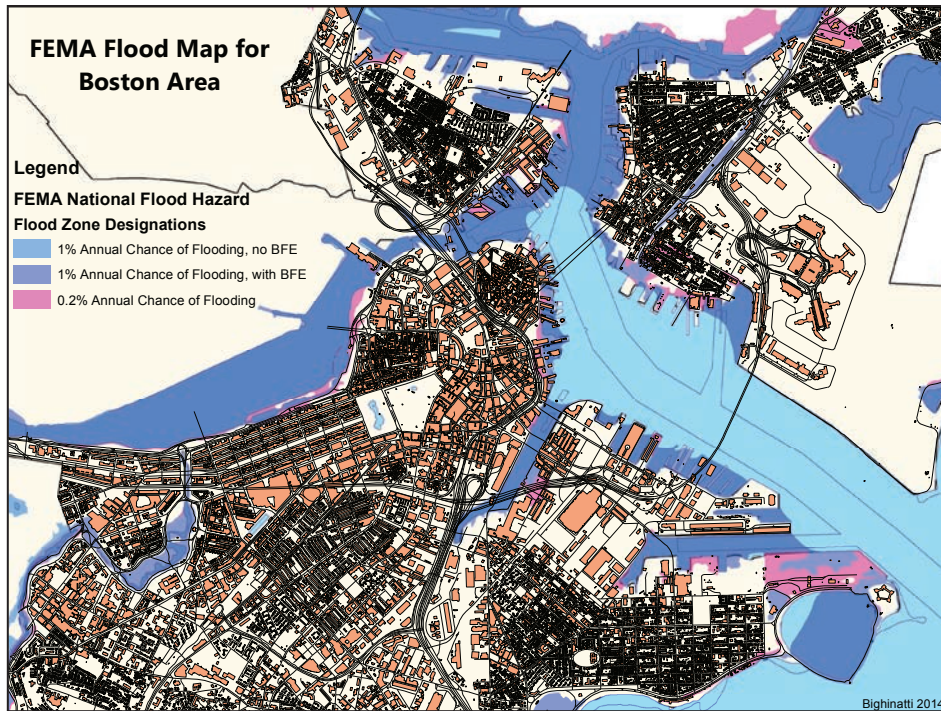 FEMA Flood Map for
Boston Area
Legend
FEMA National Flood Hazard
Flood Zone Designations
1% Annual Chance of Flooding, no BFE
1% Annual Chance of Flooding, with BFE
0.2% Annual Chance of Flooding
Bighinatti 2014